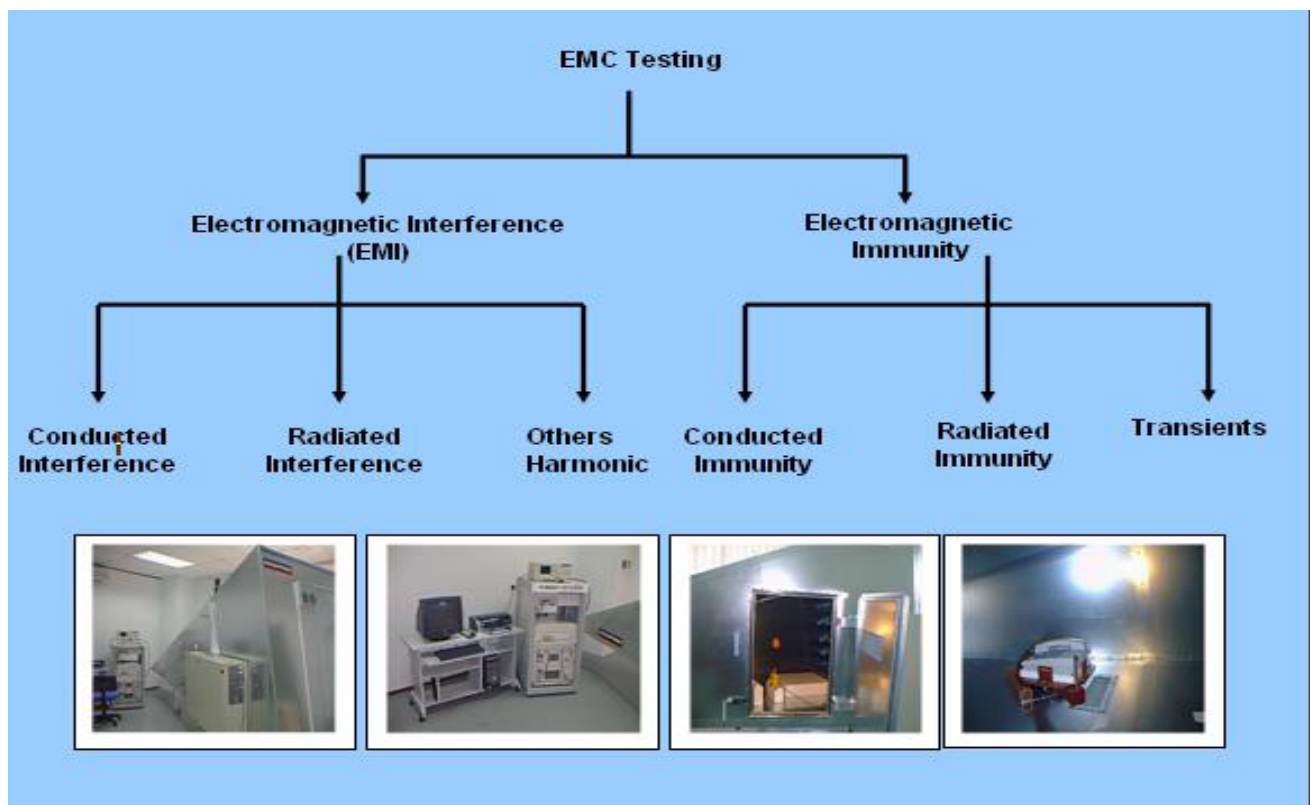 EMC Testing
Electromagnetic Interference
(EMI)
Electromagnetic
Immunity
Conducted
Interference
Radiated
Interference
Others
Harmonic
Conducted
Immunity
Radiated
Immunity
Transients